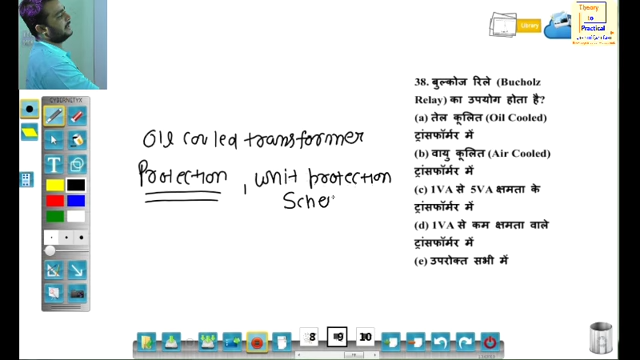 Library
Theory
to
Practical
38. बुल्कोज रिले (Bucholz
Relay) का उपयोग होता है?
(a) तेल कूलित (Oil Cooled)
ट्रांसफॉर्मर में
(b) वायु कूलित (Air Cooled)
ट्रांसफॉर्मर में
(c) 1VA से 5VA क्षमता के
ट्रांसफॉर्मर में
(d) 1VA से कम क्षमता वाले
ट्रांसफॉर्मर में
(e) उपरोक्त सभी में
Oil cooled transformer
Protection , unit protection
Sche
8 9 10